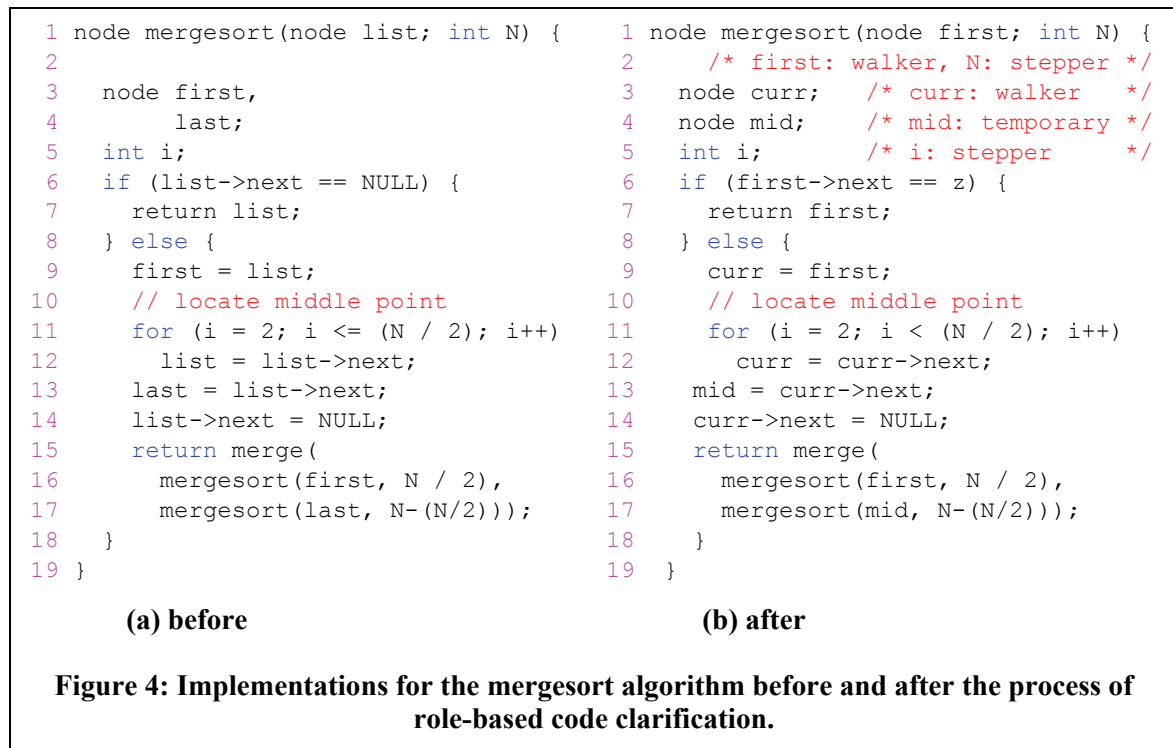 1 node mergesort(node list; int N) {
2
3   node first,
4        last;
5   int i;
6   if (list->next == NULL) {
7     return list;
8   } else {
9     first = list;
10     // locate middle point
11     for (i = 2; i <= (N / 2); i++)
12       list = list->next;
13     last = list->next;
14     list->next = NULL;
15     return merge(
16       mergesort(first, N / 2),
17       mergesort(last, N-(N/2)));
18   }
19 }
(a) before
1 node mergesort(node first; int N) {
2     /* first: walker, N: stepper */
3   node curr;   /* curr: walker   */
4   node mid;    /* mid: temporary */
5   int i;       /* i: stepper     */
6   if (first->next == z) {
7     return first;
8   } else {
9     curr = first;
10     // locate middle point
11     for (i = 2; i < (N / 2); i++)
12       curr = curr->next;
13    mid = curr->next;
14    curr->next = NULL;
15    return merge(
16      mergesort(first, N / 2),
17      mergesort(mid, N-(N/2)));
18    }
19  }
(b) after
Figure 4: Implementations for the mergesort algorithm before and after the process of
role-based code clarification.